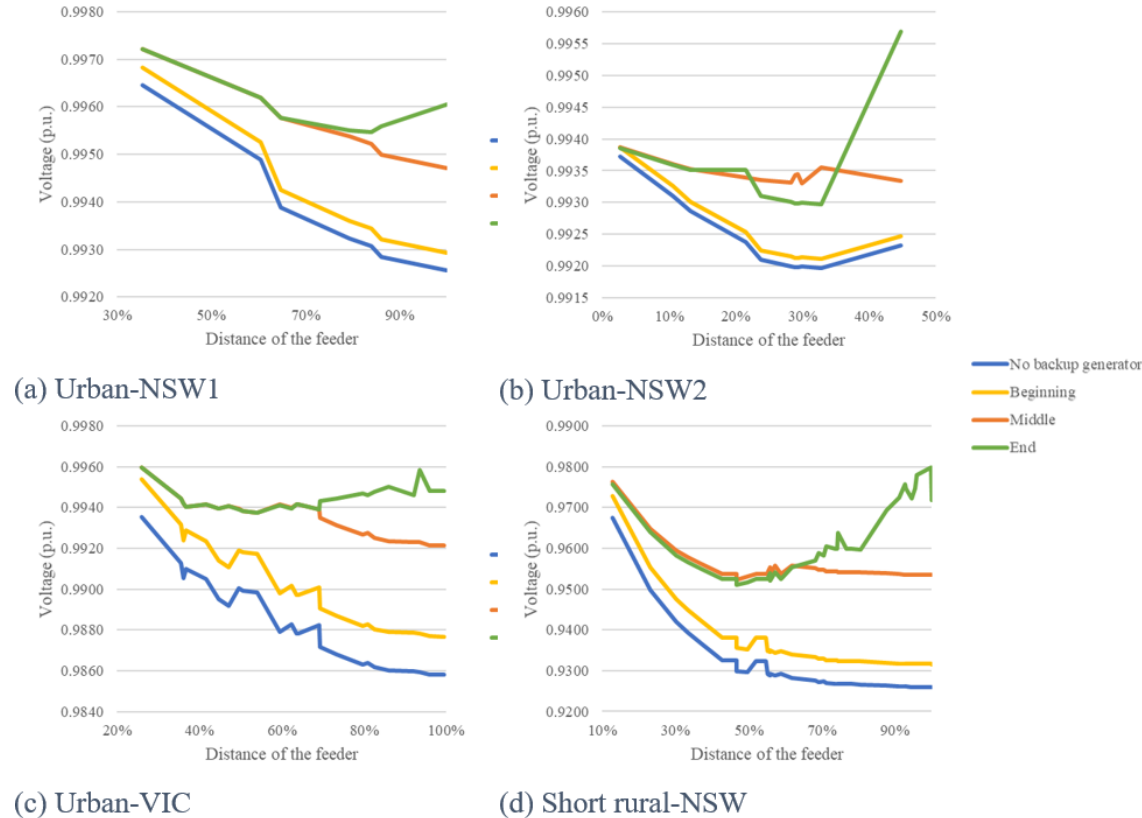 0.9980
0.9970
0.9960
0.9950
0.9940
0.9930
0.9920
Voltage (p.u.)
30% 50% 70% 90%
Distance of the feeder
(a) Urban-NSW1
0.9960
0.9955
0.9950
0.9945
0.9940
0.9935
0.9930
0.9925
0.9920
0.9915
Voltage (p.u.)
0% 10% 20% 30% 40% 50%
Distance of the feeder
(b) Urban-NSW2
No backup generator
Beginning
Middle
End
0.9980
0.9960
0.9940
0.9920
0.9900
0.9880
0.9860
0.9840
Voltage (p.u.)
20% 40% 60% 80% 100%
Distance of the feeder
(c) Urban-VIC
0.9900
0.9800
0.9700
0.9600
0.9500
0.9400
0.9300
0.9200
Voltage (p.u.)
10% 30% 50% 70% 90%
Distance of the feeder
(d) Short rural-NSW